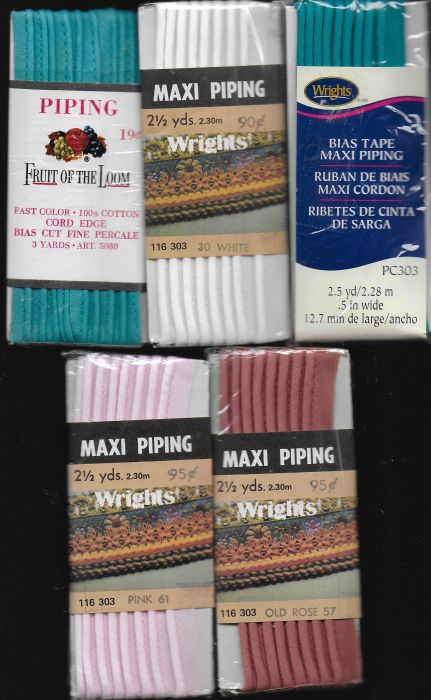 PIPING
19¢
FRUIT OF THE LOOM
®
FAST COLOR · 100% COTTON
CORD EDGE
BIAS CUT FINE PERCALE
3 YARDS · ART. 5060
MAXI PIPING
2½ yds. 2.30m 90¢
Wrights®
116 303 30 WHITE
Wrights®
BIAS TAPE
MAXI PIPING
RUBAN DE BIAIS
MAXI CORDON
RIBETES DE CINTA
DE SARGA
PC303
2.5 yd/2.28 m
.5 in wide
12.7 mm de large/ancho
MAXI PIPING
2½ yds. 2.30m 95¢
Wrights®
116 303 PINK 61
MAXI PIPING
2½ yds. 2.30m 95¢
Wrights®
116 303 OLD ROSE 57